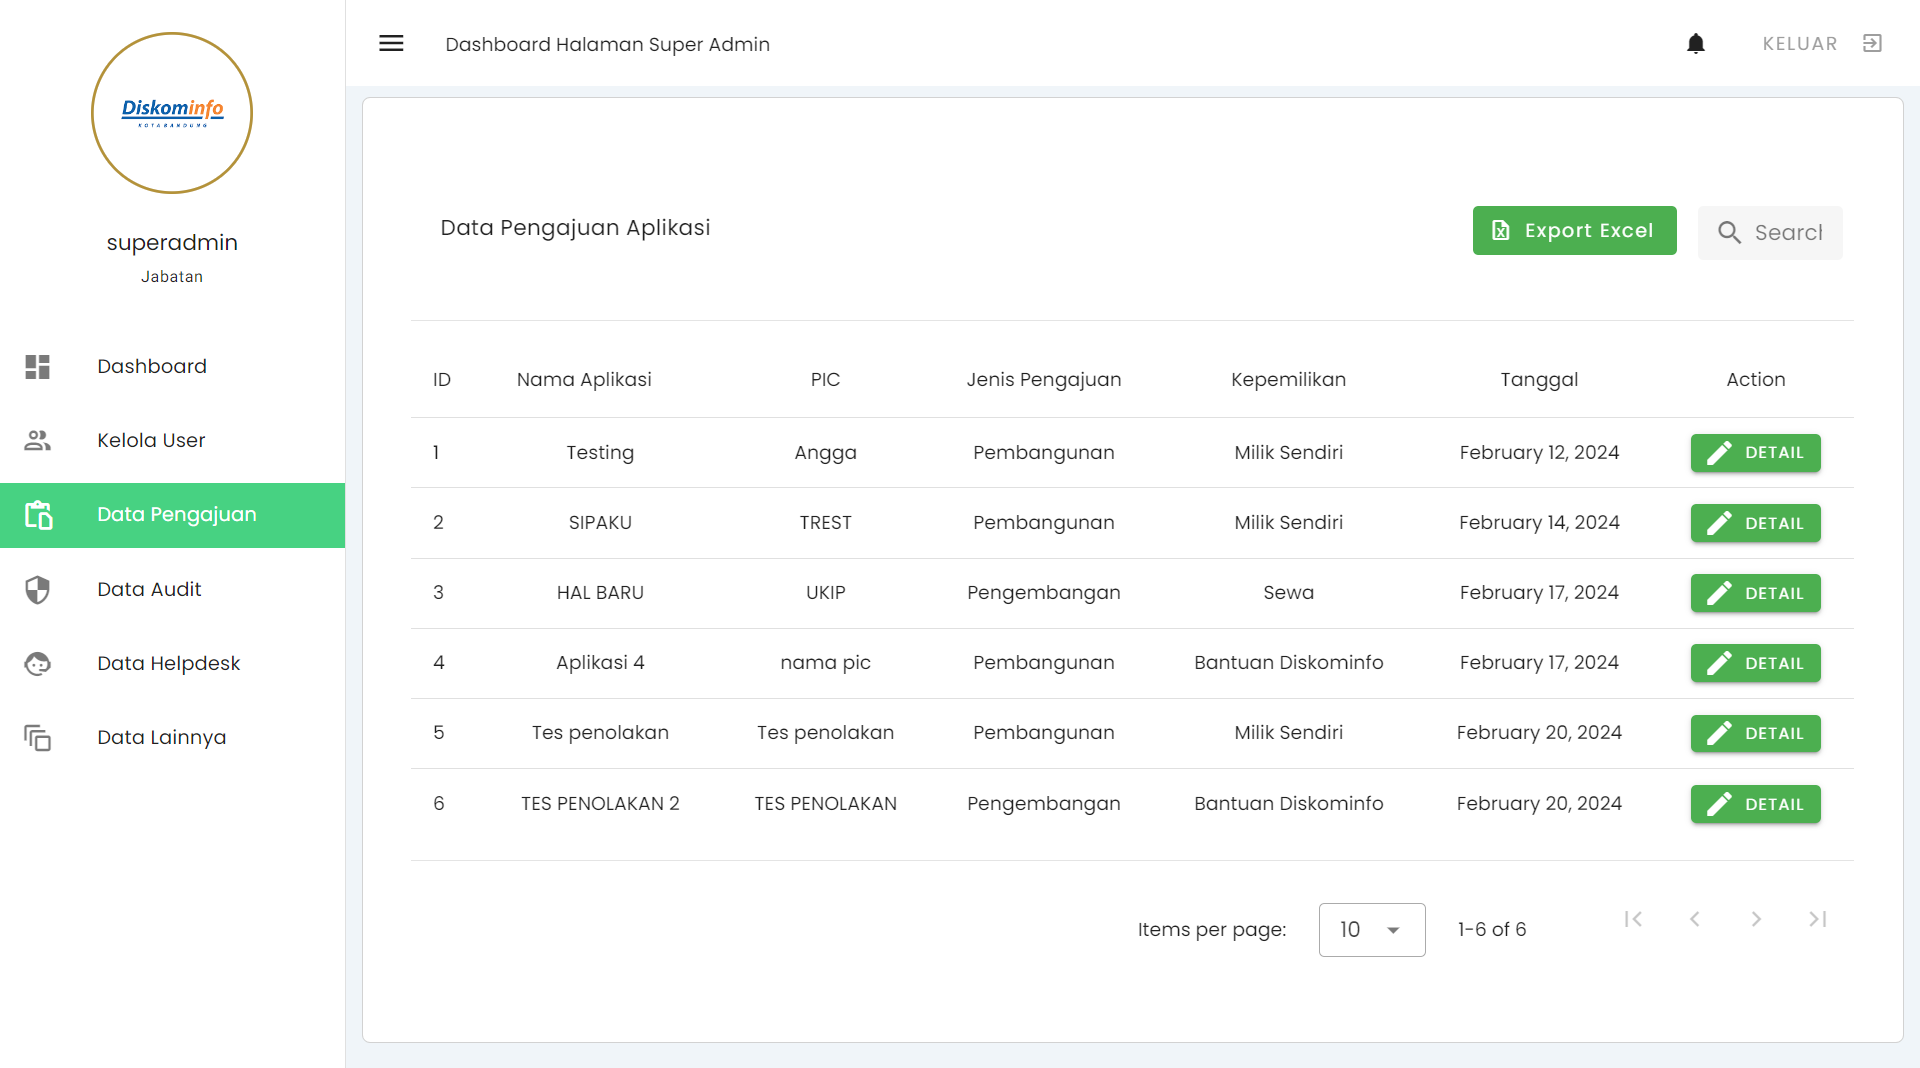 Diskominfo
KOTA BANDUNG
superadmin
Jabatan
Dashboard
Kelola User
Data Pengajuan
Data Audit
Data Helpdesk
Data Lainnya
Dashboard Halaman Super Admin
KELUAR
Data Pengajuan Aplikasi
Export Excel
Search
ID Nama Aplikasi PIC Jenis Pengajuan Kepemilikan Tanggal Action
1 Testing Angga Pembangunan Milik Sendiri February 12, 2024 DETAIL
2 SIPAKU TREST Pembangunan Milik Sendiri February 14, 2024 DETAIL
3 HAL BARU UKIP Pengembangan Sewa February 17, 2024 DETAIL
4 Aplikasi 4 nama pic Pembangunan Bantuan Diskominfo February 17, 2024 DETAIL
5 Tes penolakan Tes penolakan Pembangunan Milik Sendiri February 20, 2024 DETAIL
6 TES PENOLAKAN 2 TES PENOLAKAN Pengembangan Bantuan Diskominfo February 20, 2024 DETAIL
Items per page: 10 1-6 of 6